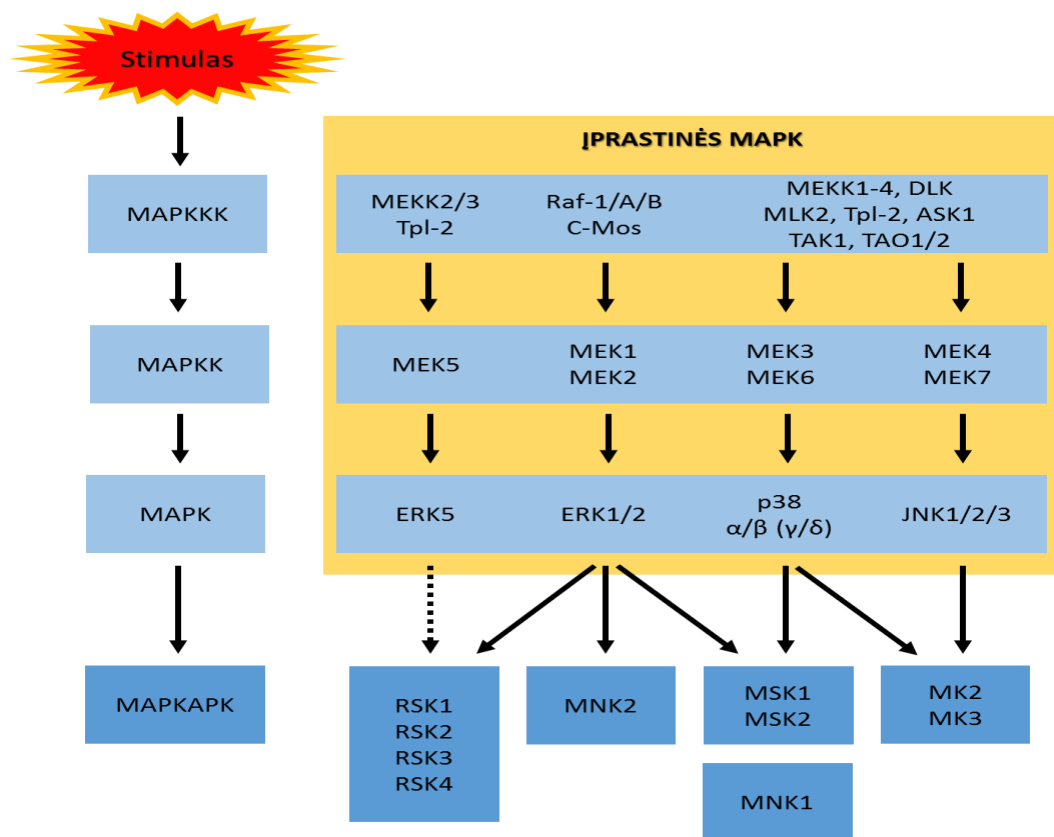 Stimulas
ĮPRASTINĖS MAPK
MAPKKK
MEKK2/3
Tpl-2
Raf-1/A/B
C-Mos
MEKK1-4, DLK
MLK2, Tpl-2, ASK1
TAK1, TAO1/2
MAPKK
MEK5
MEK1
MEK2
MEK3
MEK6
MEK4
MEK7
MAPK
ERK5
ERK1/2
p38
α/β (γ/δ)
JNK1/2/3
MAPKAPK
RSK1
RSK2
RSK3
RSK4
MNK2
MSK1
MSK2
MNK1
MK2
MK3